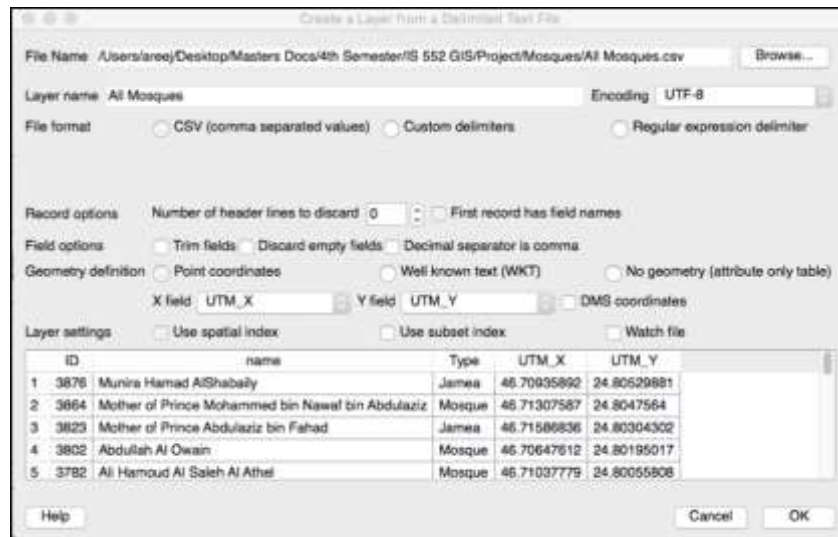 Create a Layer from a Delimited Text File
File Name /Users/areej/Desktop/Masters Docs/4th Semester/IS 552 GIS/Project/Mosques/All Mosques.csv Browse...
Layer name All Mosques Encoding UTF-8
File format CSV (comma separated values) Custom delimiters Regular expression delimiter
Record options Number of header lines to discard 0 First record has field names
Field options Trim fields Discard empty fields Decimal separator is comma
Geometry definition Point coordinates Well known text (WKT) No geometry (attribute only table)
X field UTM_X Y field UTM_Y DMS coordinates
Layer settings Use spatial index Use subset index Watch file
ID name Type UTM_X UTM_Y
1 3876 Munira Hamad AlShabaily Jamea 46.70935892 24.80529881
2 3864 Mother of Prince Mohammed bin Nawaf bin Abdulaziz Mosque 46.71307587 24.8047564
3 3823 Mother of Prince Abdulaziz bin Fahad Jamea 46.71586836 24.80304302
4 3802 Abdullah Al Owain Mosque 46.70647612 24.80195017
5 3782 Ali Hamoud Al Saleh Al Athel Mosque 46.71037779 24.80055808
Help Cancel OK